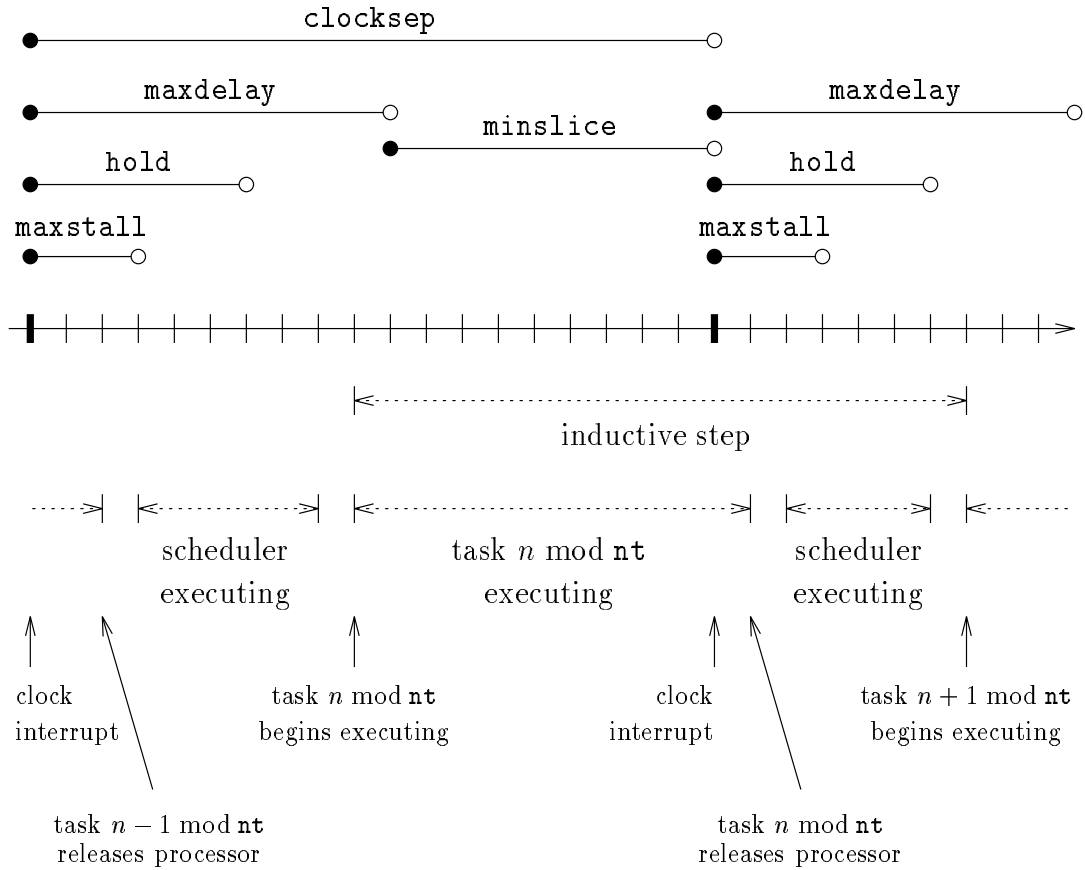 clocksep
maxdelay
maxdelay
minslice
hold
hold
maxstall
maxstall
inductive step
scheduler
executing
task n mod nt
executing
scheduler
executing
clock
interrupt
task n mod nt
begins executing
clock
interrupt
task n + 1 mod nt
begins executing
task n − 1 mod nt
releases processor
task n mod nt
releases processor